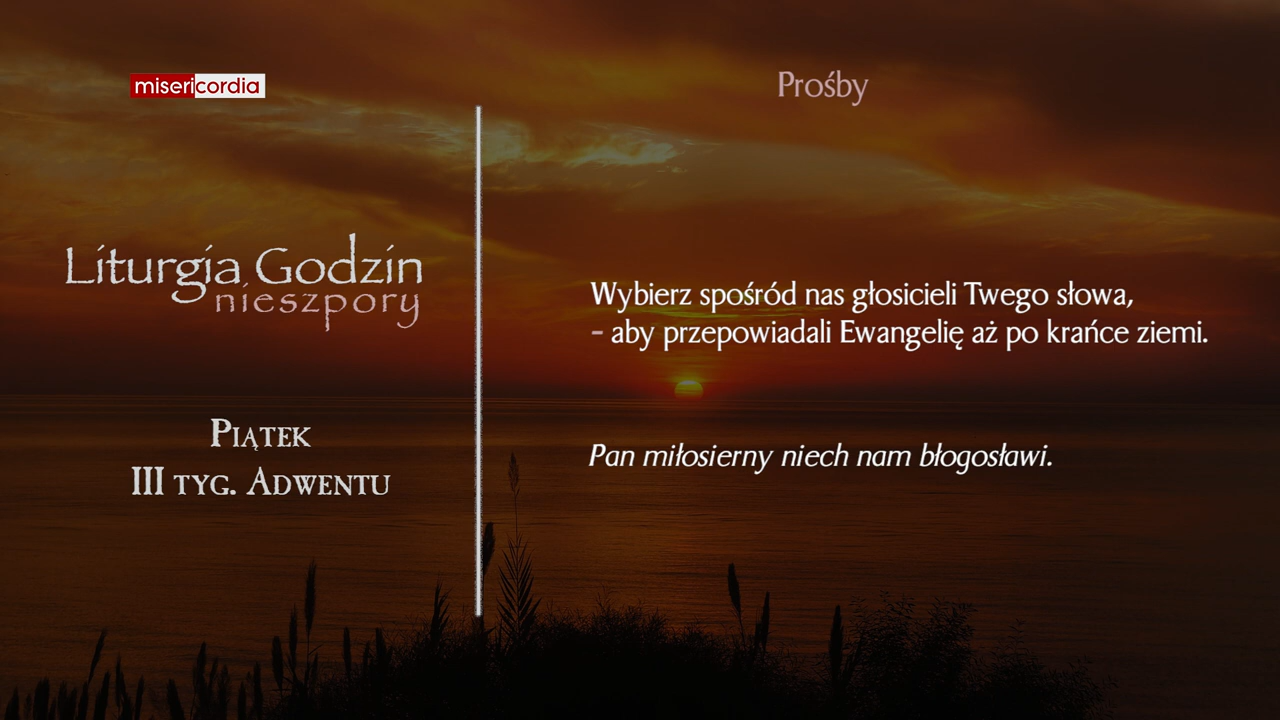 misericordia
Prośby
Liturgia Godzin
nieszpory
Piątek
III tyg. Adwentu
Wybierz spośród nas głosicieli Twego słowa,
- aby przepowiadali Ewangelię aż po krańce ziemi.
Pan miłosierny niech nam błogosławi.